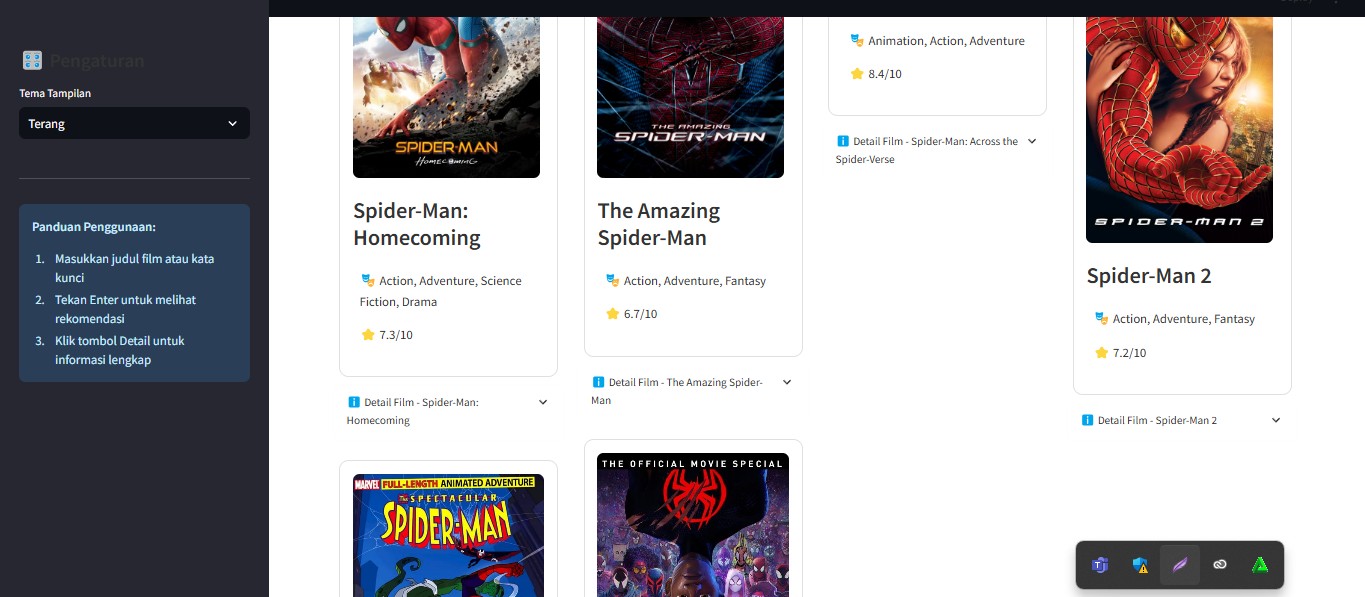 Pengaturan
Tema Tampilan
Terang
Panduan Penggunaan:
1. Masukkan judul film atau kata
kunci
2. Tekan Enter untuk melihat
rekomendasi
3. Klik tombol Detail untuk
informasi lengkap
SPIDER-MAN
HOMECOMING
Spider-Man:
Homecoming
Action, Adventure, Science
Fiction, Drama
7.3/10
Detail Film - Spider-Man:
Homecoming
MARVEL FULL-LENGTH ANIMATED ADVENTURE
THE SPECTACULAR
SPIDER-MAN
THE AMAZING
SPIDER-MAN
The Amazing
Spider-Man
Action, Adventure, Fantasy
6.7/10
Detail Film - The Amazing Spider-
Man
THE OFFICIAL MOVIE SPECIAL
Animation, Action, Adventure
8.4/10
Detail Film - Spider-Man: Across the
Spider-Verse
SPIDER-MAN 2
Spider-Man 2
Action, Adventure, Fantasy
7.2/10
Detail Film - Spider-Man 2